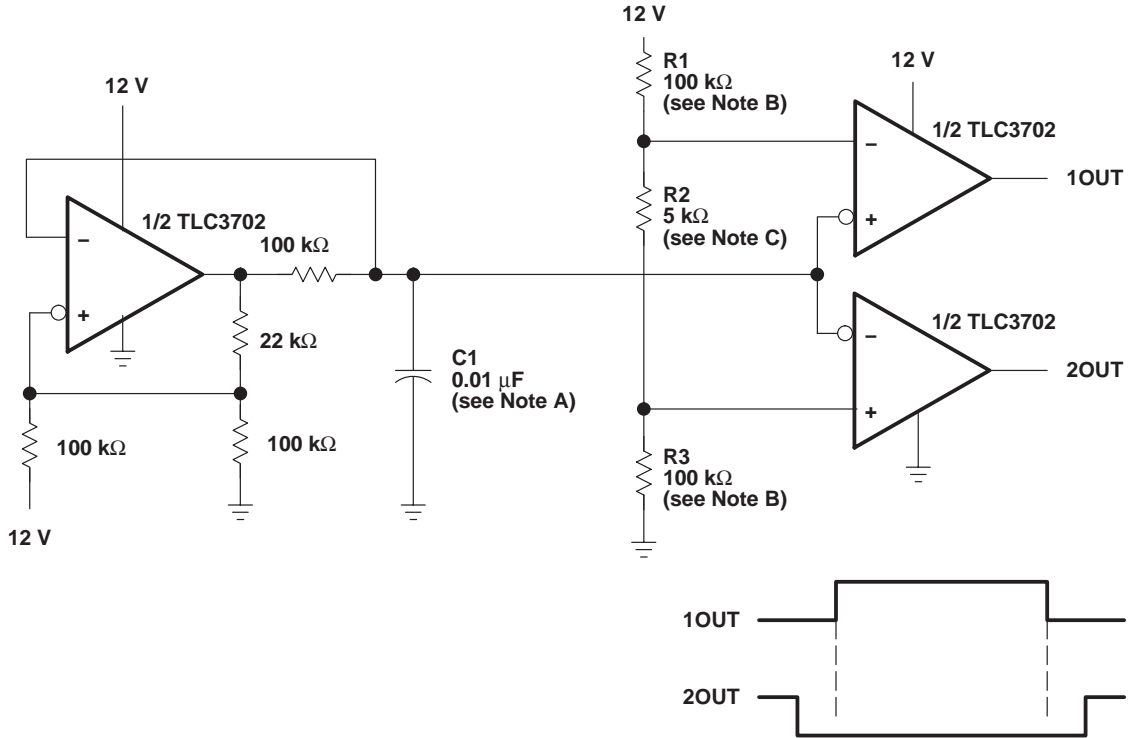 12 V
1/2 TLC3702
−
+
100 kΩ
22 kΩ
100 kΩ
100 kΩ
12 V
C1
0.01 μF
(see Note A)
12 V
R1
100 kΩ
(see Note B)
R2
5 kΩ
(see Note C)
R3
100 kΩ
(see Note B)
12 V
1/2 TLC3702
−
+
1OUT
1/2 TLC3702
−
+
2OUT
1OUT
2OUT